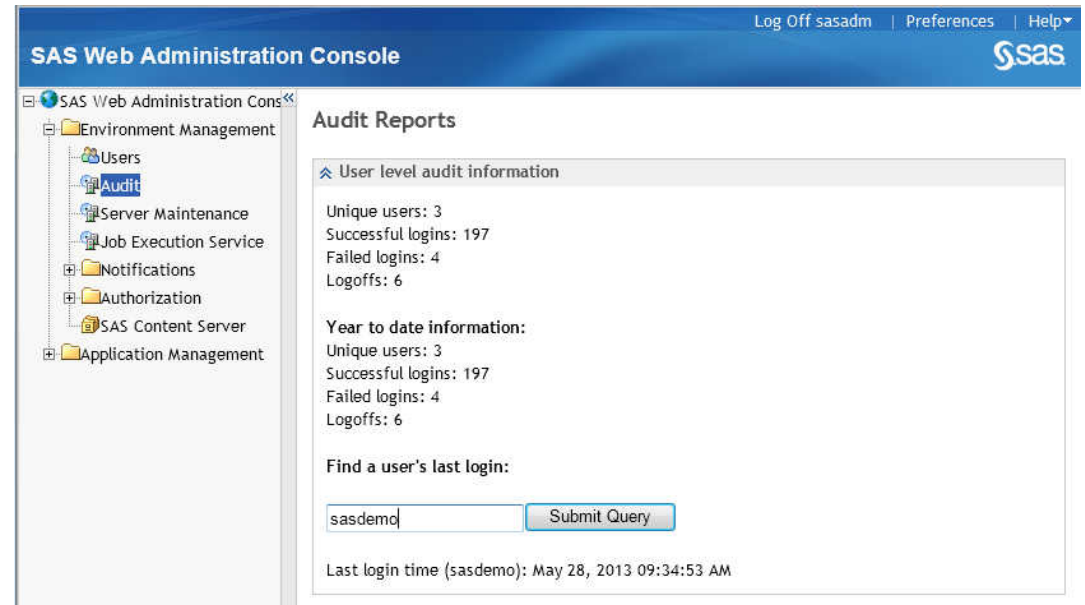 Log Off sasadm | Preferences | Help
SAS Web Administration Console
sas
SAS Web Administration Cons
Environment Management
Users
Audit
Server Maintenance
Job Execution Service
Notifications
Authorization
SAS Content Server
Application Management
Audit Reports
User level audit information
Unique users: 3
Successful logins: 197
Failed logins: 4
Logoffs: 6
Year to date information:
Unique users: 3
Successful logins: 197
Failed logins: 4
Logoffs: 6
Find a user's last login:
sasdemo Submit Query
Last login time (sasdemo): May 28, 2013 09:34:53 AM